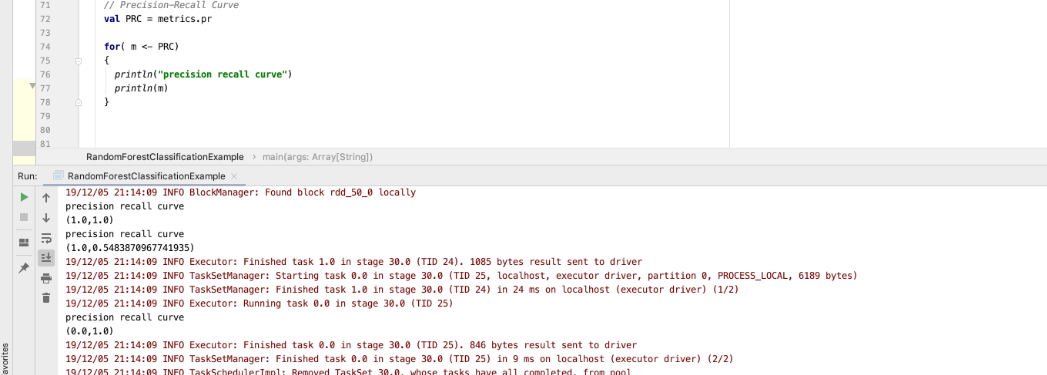 71 // Precision-Recall Curve
72 val PRC = metrics.pr
73
74 for( m <- PRC)
75 {
76 println("precision recall curve")
77 println(m)
78 }
79
80
81
RandomForestClassificationExample › main(args: Array[String])
Run: RandomForestClassificationExample ×
19/12/05 21:14:09 INFO BlockManager: Found block rdd_50_0 locally
precision recall curve
(1.0,1.0)
precision recall curve
(1.0,0.5483870967741935)
19/12/05 21:14:09 INFO Executor: Finished task 1.0 in stage 30.0 (TID 24). 1085 bytes result sent to driver
19/12/05 21:14:09 INFO TaskSetManager: Starting task 0.0 in stage 30.0 (TID 25, localhost, executor driver, partition 0, PROCESS_LOCAL, 6189 bytes)
19/12/05 21:14:09 INFO TaskSetManager: Finished task 1.0 in stage 30.0 (TID 24) in 24 ms on localhost (executor driver) (1/2)
19/12/05 21:14:09 INFO Executor: Running task 0.0 in stage 30.0 (TID 25)
precision recall curve
(0.0,1.0)
19/12/05 21:14:09 INFO Executor: Finished task 0.0 in stage 30.0 (TID 25). 846 bytes result sent to driver
19/12/05 21:14:09 INFO TaskSetManager: Finished task 0.0 in stage 30.0 (TID 25) in 9 ms on localhost (executor driver) (2/2)
19/12/05 21:14:09 INFO TaskSchedulerImpl: Removed TaskSet 30.0, whose tasks have all completed, from pool
avorites